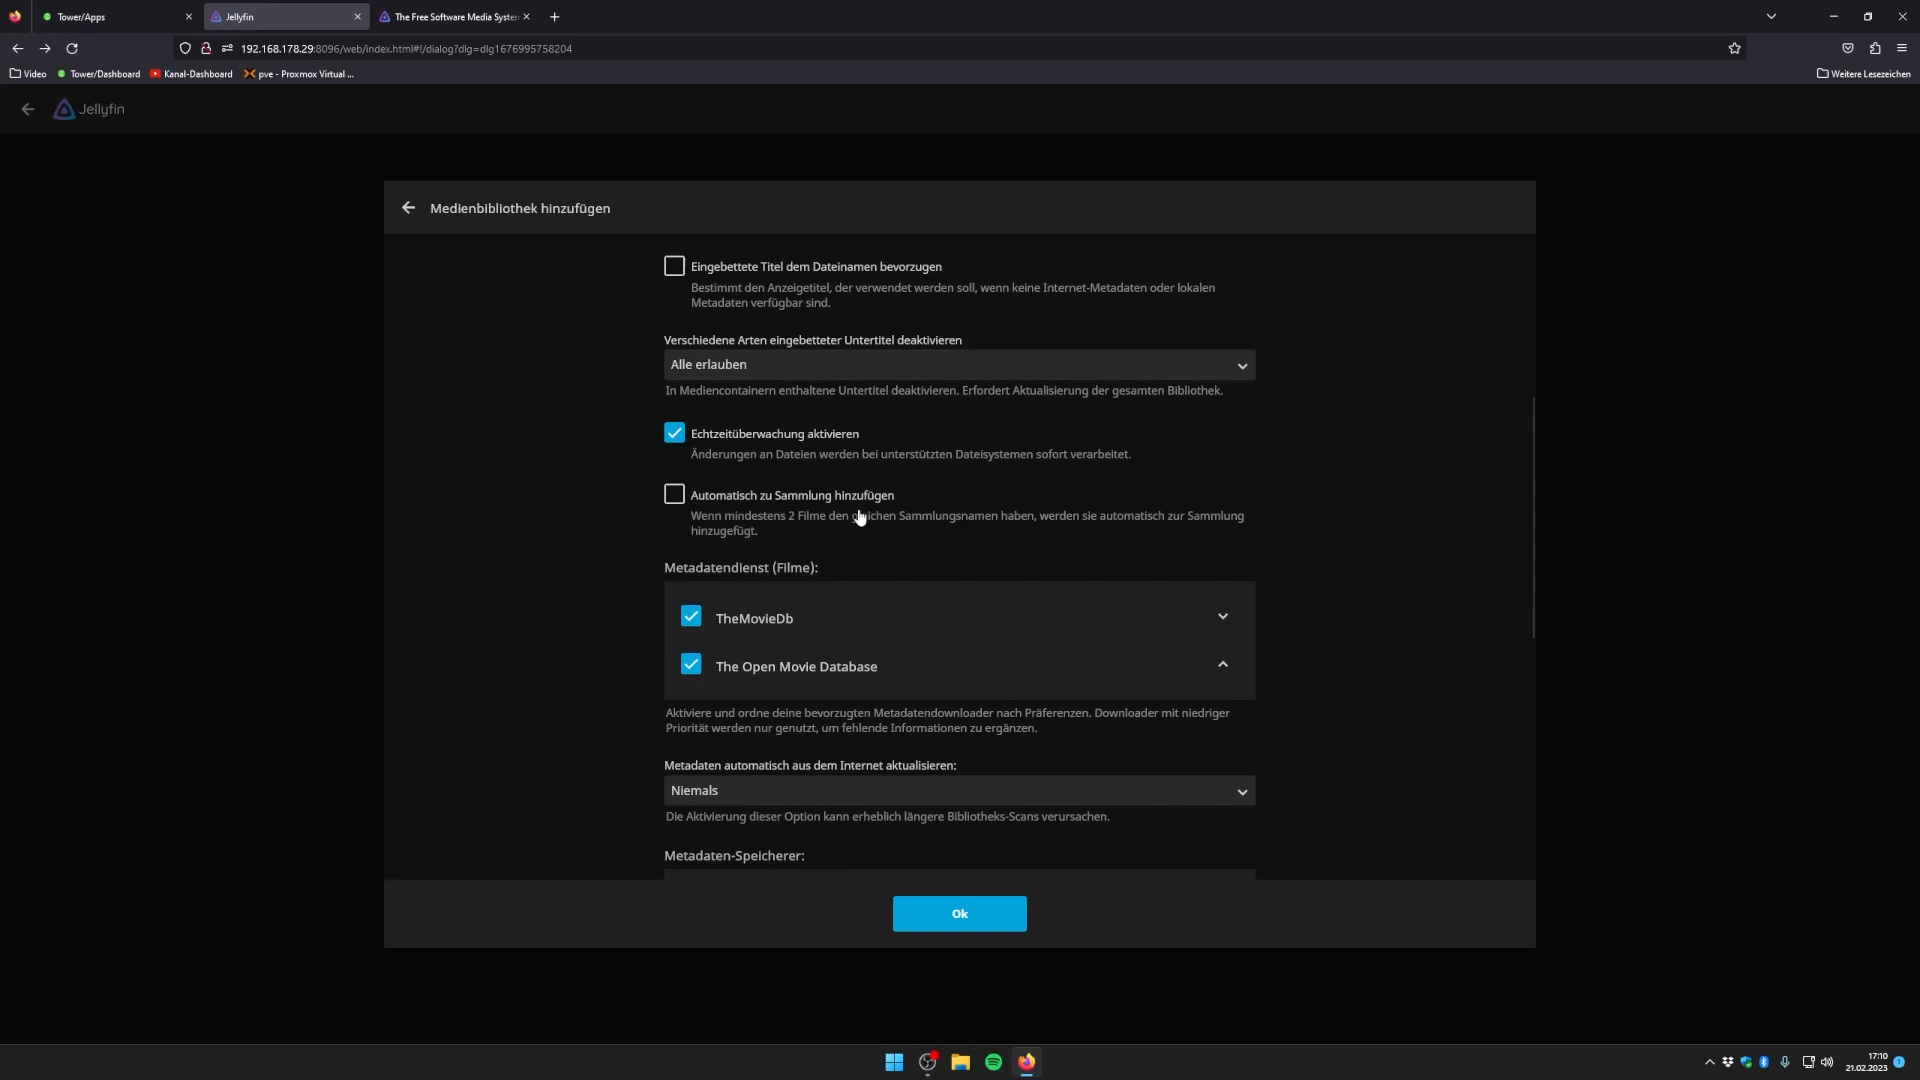 Tower/Apps
Jellyfin
The Free Software Media System
192.168.178.29:8096/web/index.html#!/dialog?dlg=dlg1676995758204
Video
Tower/Dashboard
Kanal-Dashboard
pve - Proxmox Virtual ...
Weitere Lesezeichen
Jellyfin
Medienbibliothek hinzufügen
Eingebettete Titel dem Dateinamen bevorzugen
Bestimmt den Anzeigetitel, der verwendet werden soll, wenn keine Internet-Metadaten oder lokalen
Metadaten verfügbar sind.
Verschiedene Arten eingebetteter Untertitel deaktivieren
Alle erlauben
In Mediencontainern enthaltene Untertitel deaktivieren. Erfordert Aktualisierung der gesamten Bibliothek.
Echtzeitüberwachung aktivieren
Änderungen an Dateien werden bei unterstützten Dateisystemen sofort verarbeitet.
Automatisch zu Sammlung hinzufügen
Wenn mindestens 2 Filme den gleichen Sammlungsnamen haben, werden sie automatisch zur Sammlung
hinzugefügt.
Metadatendienst (Filme):
TheMovieDb
The Open Movie Database
Aktiviere und ordne deine bevorzugten Metadatendownloader nach Präferenzen. Downloader mit niedriger
Priorität werden nur genutzt, um fehlende Informationen zu ergänzen.
Metadaten automatisch aus dem Internet aktualisieren:
Niemals
Die Aktivierung dieser Option kann erheblich längere Bibliotheks-Scans verursachen.
Metadaten-Speicherer:
Ok
17:10
21.02.2023
1